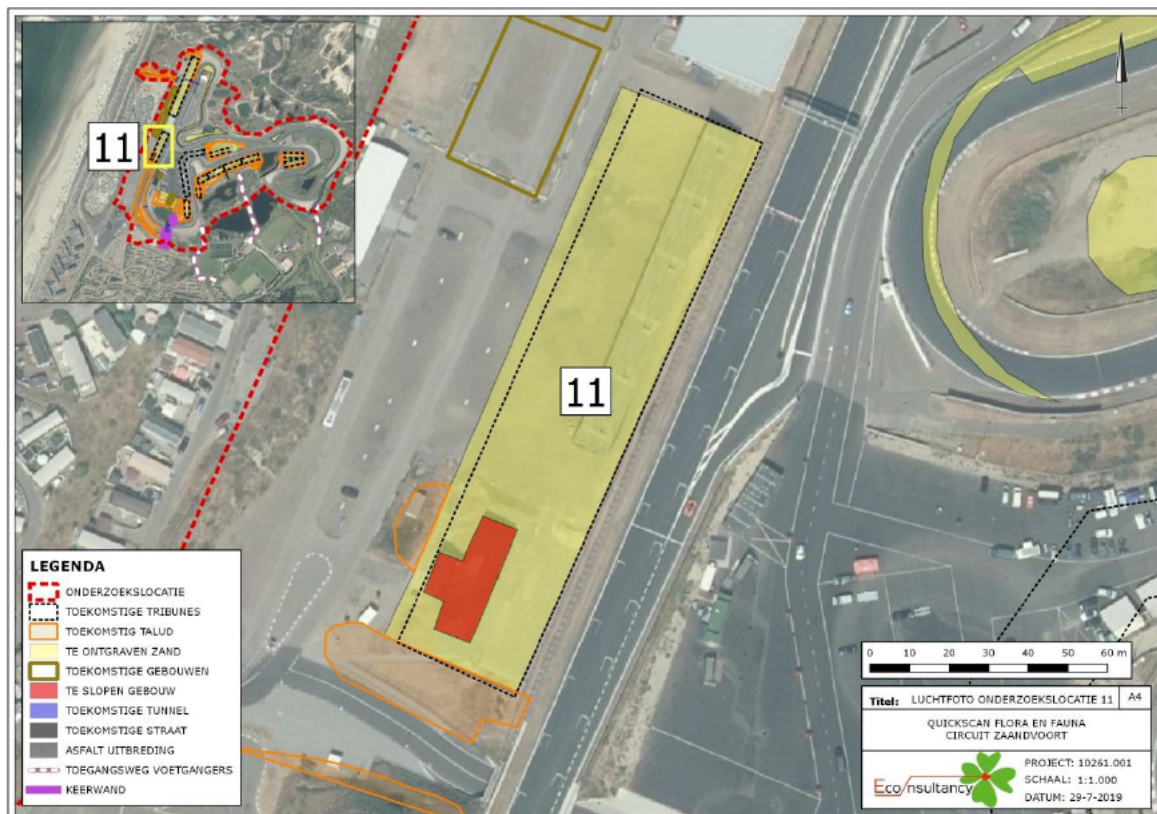 11
11
LEGENDA
ONDERZOEKSLOCATIE
TOEKOMSTIGE TRIBUNES
TOEKOMSTIG TALUD
TE ONTGRAVEN ZAND
TOEKOMSTIGE GEBOUWEN
TE SLOPEN GEBOUW
TOEKOMSTIGE TUNNEL
TOEKOMSTIGE STRAAT
ASFALT UITBREDING
TOEGANGSWEG VOETGANGERS
KEERWAND
0 10 20 30 40 50 60 m
Titel: LUCHTFOTO ONDERZOEKSLOCATIE 11 A4
QUICKSCAN FLORA EN FAUNA
CIRCUIT ZAANDVOORT
Econsultancy
PROJECT: 10261.001
SCHAAL: 1:1.000
DATUM: 29-7-2019